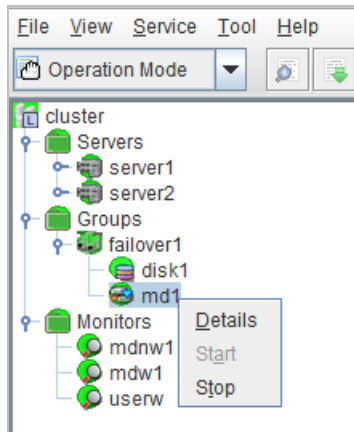 File View Service Tool Help
Operation Mode
L cluster
Servers
server1
server2
Groups
failover1
disk1
md1
Details
Monitors
Start
mdnw1
Stop
mdw1
userw